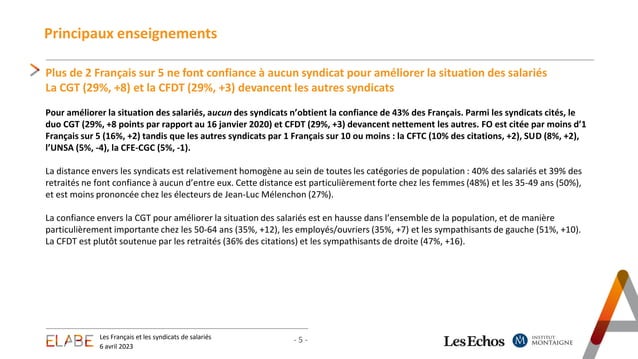 Principaux enseignements
Plus de 2 Français sur 5 ne font confiance à aucun syndicat pour améliorer la situation des salariés
La CGT (29%, +8) et la CFDT (29%, +3) devancent les autres syndicats
Pour améliorer la situation des salariés, aucun des syndicats n’obtient la confiance de 43% des Français. Parmi les syndicats cités, le
duo CGT (29%, +8 points par rapport au 16 janvier 2020) et CFDT (29%, +3) devancent nettement les autres. FO est citée par moins d’1
Français sur 5 (16%, +2) tandis que les autres syndicats par 1 Français sur 10 ou moins : la CFTC (10% des citations, +2), SUD (8%, +2),
l’UNSA (5%, -4), la CFE-CGC (5%, -1).
La distance envers les syndicats est relativement homogène au sein de toutes les catégories de population : 40% des salariés et 39% des
retraités ne font confiance à aucun d’entre eux. Cette distance est particulièrement forte chez les femmes (48%) et les 35-49 ans (50%),
et est moins prononcée chez les électeurs de Jean-Luc Mélenchon (27%).
La confiance envers la CGT pour améliorer la situation des salariés est en hausse dans l’ensemble de la population, et de manière
particulièrement importante chez les 50-64 ans (35%, +12), les employés/ouvriers (35%, +7) et les sympathisants de gauche (51%, +10).
La CFDT est plutôt soutenue par les retraités (36% des citations) et les sympathisants de droite (47%, +16).
ELABE
Les Français et les syndicats de salariés
6 avril 2023
- 5 -
Les Echos
M
INSTITUT
MONTAIGNE